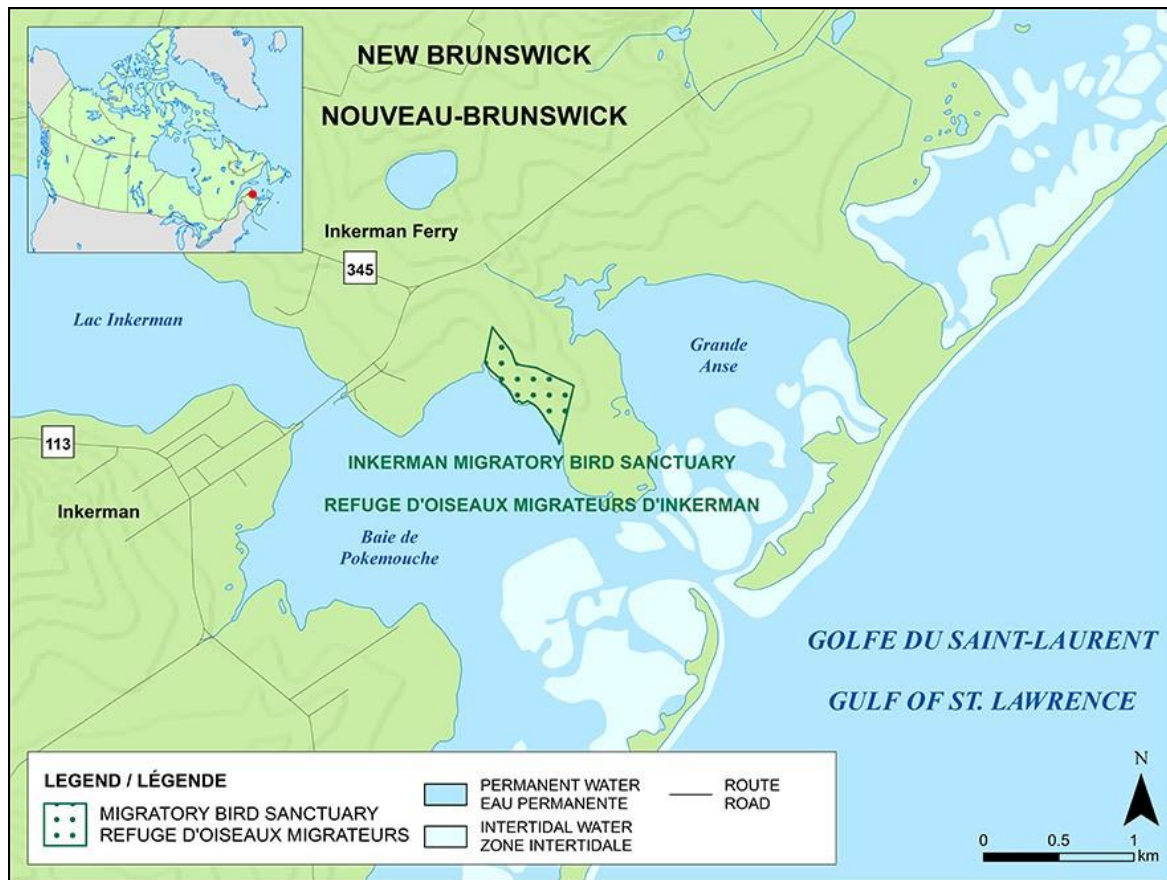 NEW BRUNSWICK
NOUVEAU-BRUNSWICK
Inkerman Ferry
345
Lac Inkerman
Grande
Anse
113
Inkerman
INKERMAN MIGRATORY BIRD SANCTUARY
REFUGE D'OISEAUX MIGRATEURS D'INKERMAN
Baie de
Pokemouche
GOLFE DU SAINT-LAURENT
GULF OF ST. LAWRENCE
LEGEND / LÉGENDE
MIGRATORY BIRD SANCTUARY
REFUGE D'OISEAUX MIGRATEURS
PERMANENT WATER
EAU PERMANENTE
INTERTIDAL WATER
ZONE INTERTIDALE
ROUTE
ROAD
N
0 0.5 1
km